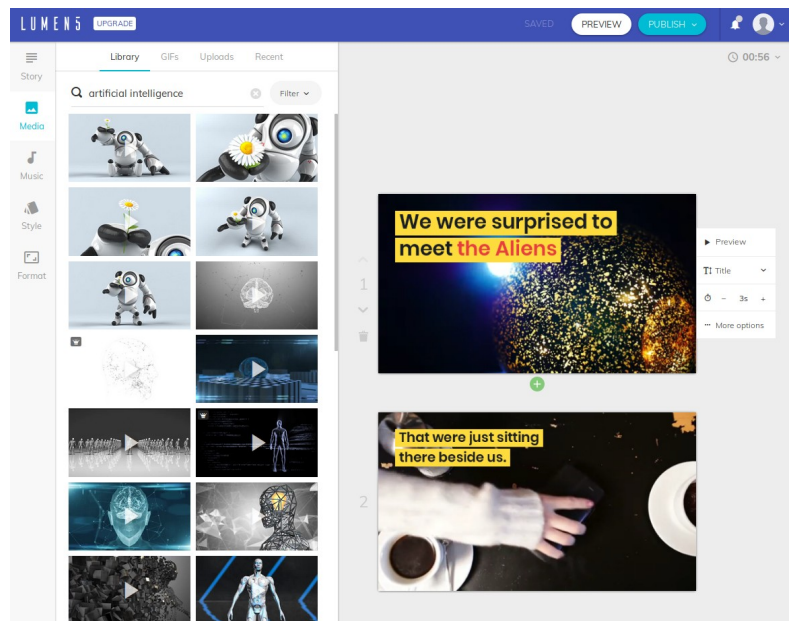 LUMEN5 UPGRADE SAVED PREVIEW PUBLISH
Story
Media
Music
Style
Format
Library GIFs Uploads Recent
artificial intelligence Filter
00:56
1
We were surprised to
meet the Aliens
Preview
Title
- 3s +
More options
2
That were just sitting
there beside us.